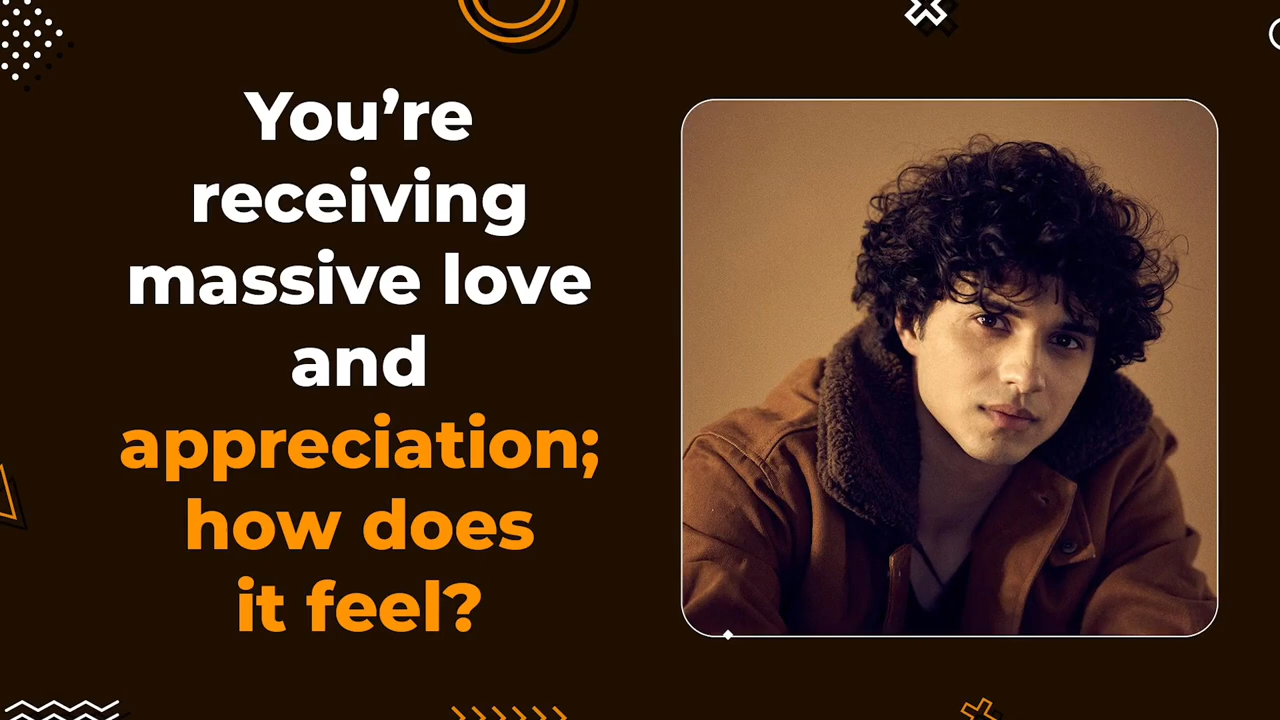 You’re
receiving
massive love
and
appreciation;
how does
it feel?